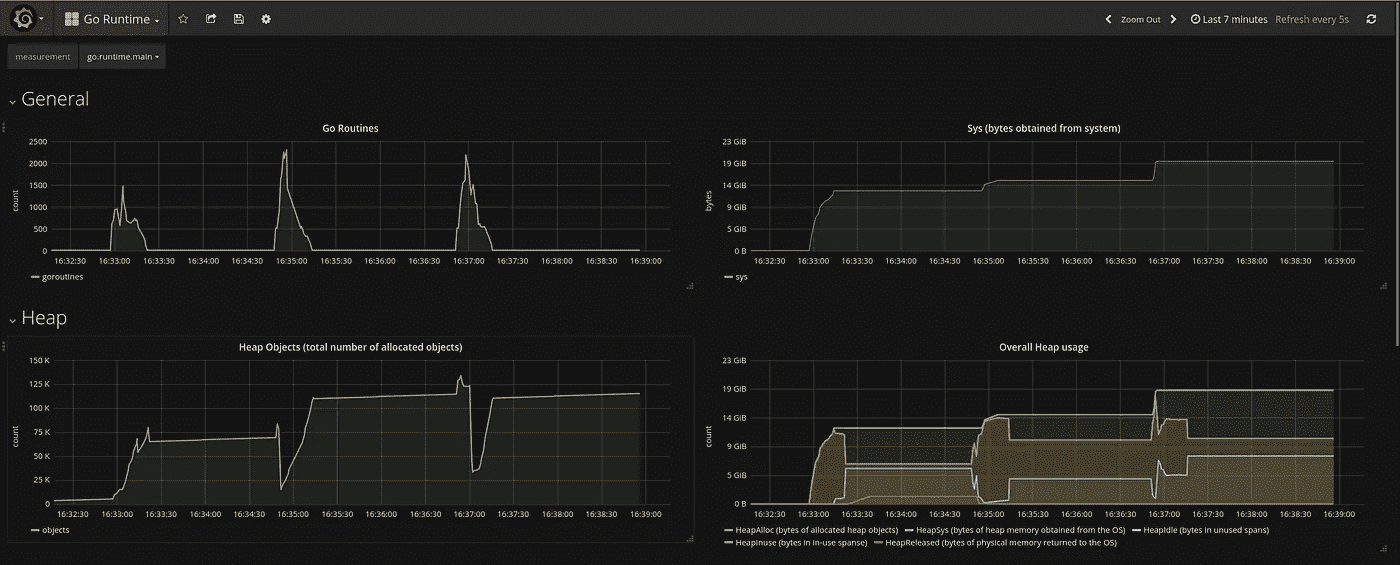 Go Runtime
Zoom Out Last 7 minutes Refresh every 5s
measurement go.runtime.main
General
Go Routines
2500
2000
1500
1000
500
0
count
16:32:30 16:33:00 16:33:30 16:34:00 16:34:30 16:35:00 16:35:30 16:36:00 16:36:30 16:37:00 16:37:30 16:38:00 16:38:30 16:39:00
goroutines
Sys (bytes obtained from system)
23 GiB
19 GiB
14 GiB
9 GiB
5 GiB
0 B
bytes
16:32:30 16:33:00 16:33:30 16:34:00 16:34:30 16:35:00 16:35:30 16:36:00 16:36:30 16:37:00 16:37:30 16:38:00 16:38:30 16:39:00
sys
Heap
Heap Objects (total number of allocated objects)
150 K
125 K
100 K
75 K
50 K
25 K
0
count
16:32:30 16:33:00 16:33:30 16:34:00 16:34:30 16:35:00 16:35:30 16:36:00 16:36:30 16:37:00 16:37:30 16:38:00 16:38:30 16:39:00
objects
Overall Heap usage
23 GiB
19 GiB
14 GiB
9 GiB
5 GiB
0 B
count
16:32:30 16:33:00 16:33:30 16:34:00 16:34:30 16:35:00 16:35:30 16:36:00 16:36:30 16:37:00 16:37:30 16:38:00 16:38:30 16:39:00
HeapAlloc (bytes of allocated heap objects) HeapSys (bytes of heap memory obtained from the OS) HeapIdle (bytes in unused spans)
HeapInuse (bytes in in-use spanse) HeapReleased (bytes of physical memory returned to the OS)